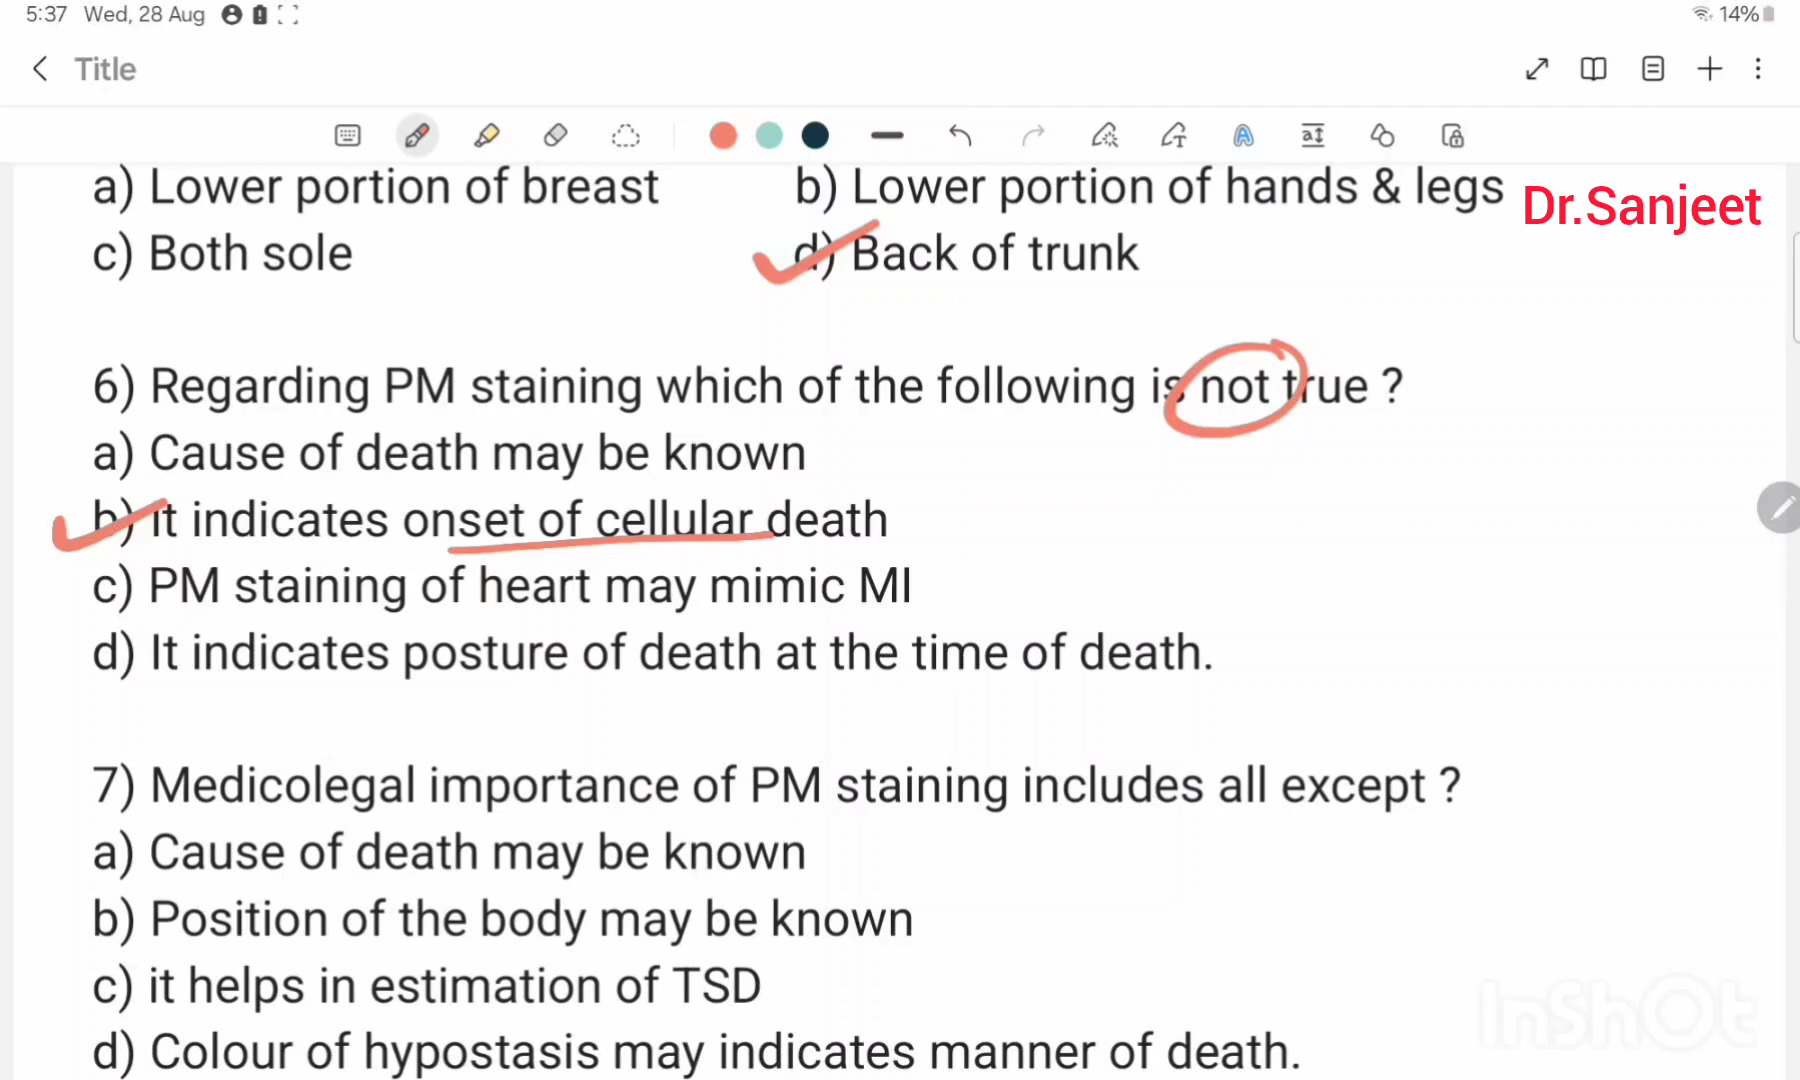 5:37 Wed, 28 Aug 14%
Title
a) Lower portion of breast b) Lower portion of hands & legs
Dr.Sanjeet
c) Both sole d) Back of trunk
6) Regarding PM staining which of the following is not true ?
a) Cause of death may be known
b) It indicates onset of cellular death
c) PM staining of heart may mimic MI
d) It indicates posture of death at the time of death.
7) Medicolegal importance of PM staining includes all except ?
a) Cause of death may be known
b) Position of the body may be known
c) it helps in estimation of TSD
d) Colour of hypostasis may indicates manner of death.
InShOt